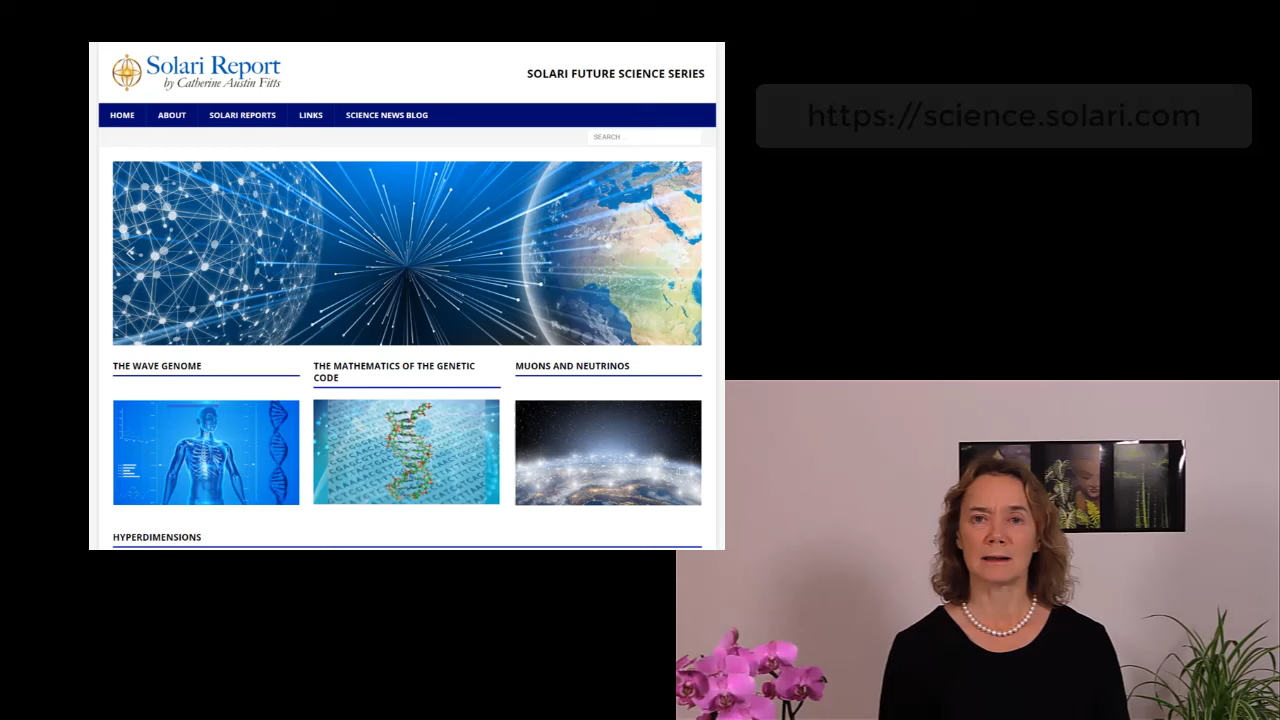 Solari Report
by Catherine Austin Fitts
SOLARI FUTURE SCIENCE SERIES
HOME
ABOUT
SOLARI REPORTS
LINKS
SCIENCE NEWS BLOG
SEARCH …
https://science.solari.com
THE WAVE GENOME
THE MATHEMATICS OF THE GENETIC
CODE
MUONS AND NEUTRINOS
HYPERDIMENSIONS